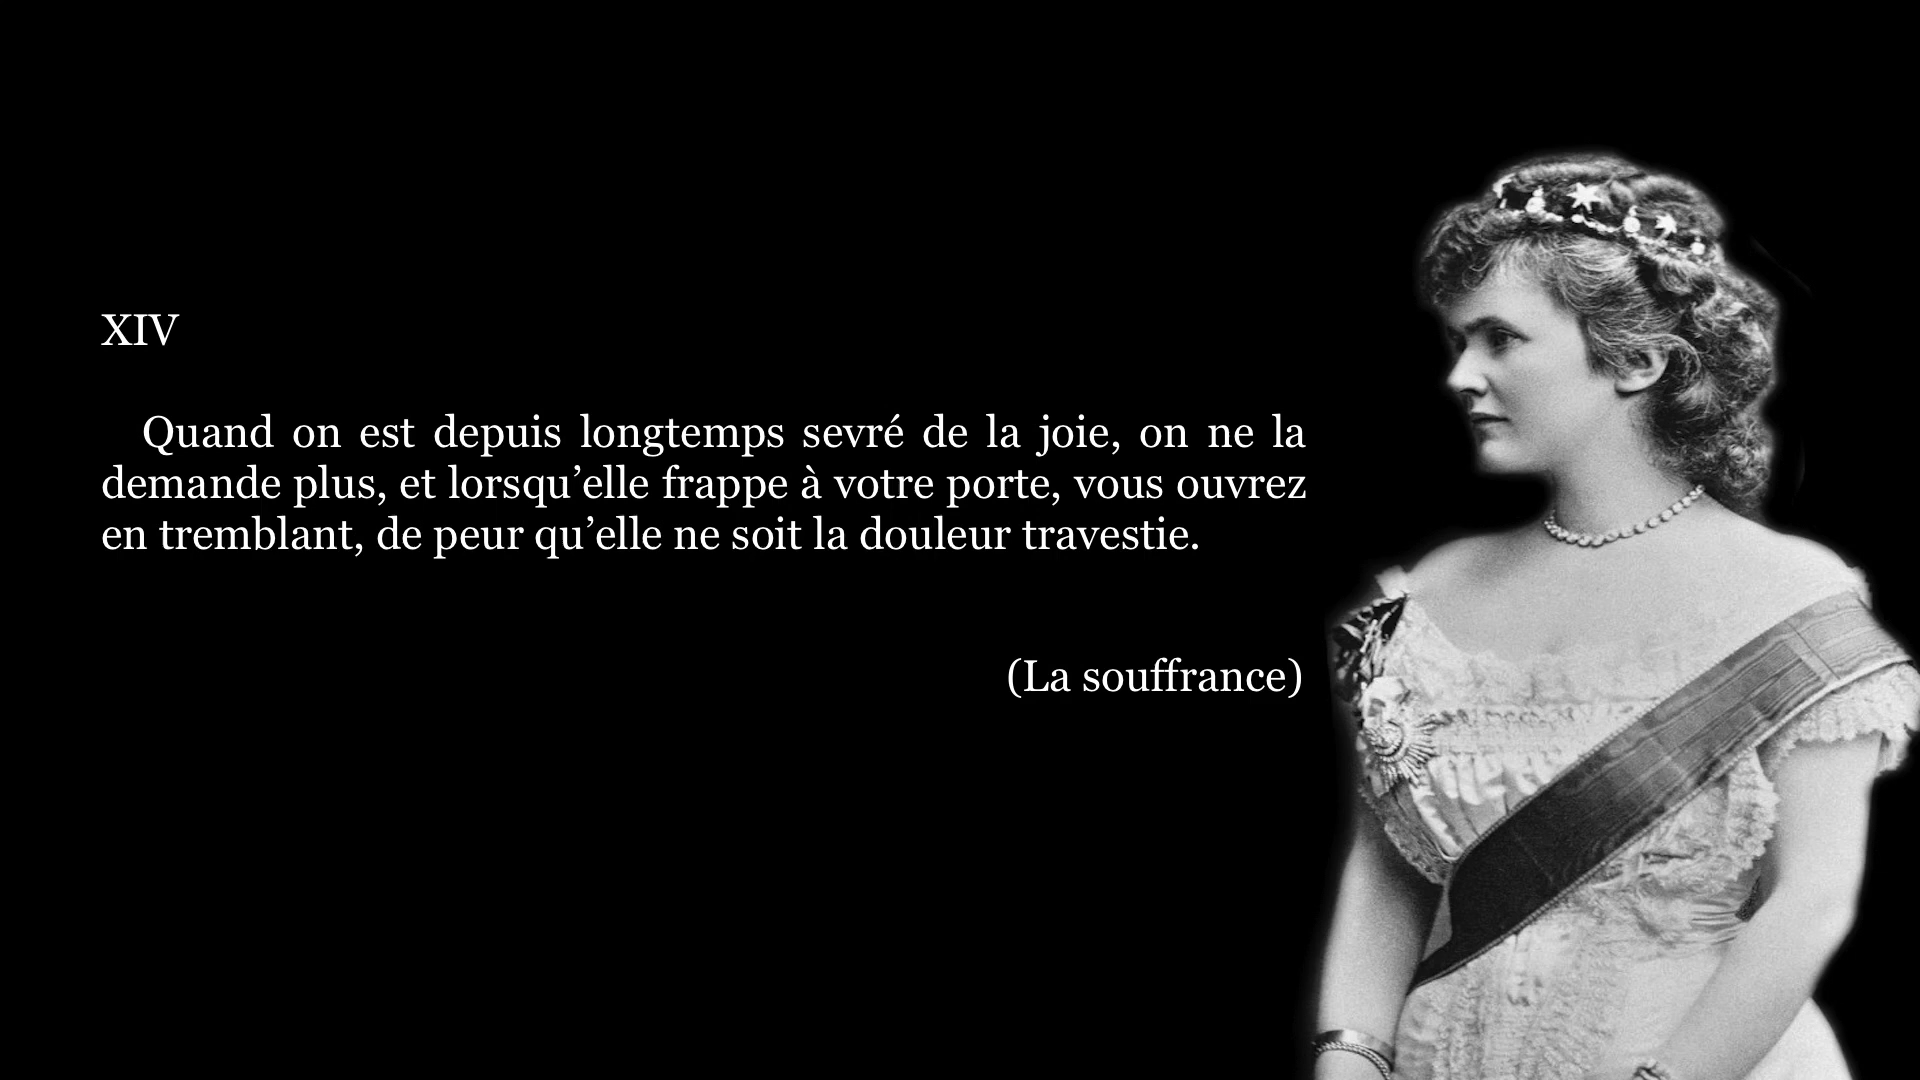 XIV
Quand on est depuis longtemps sevré de la joie, on ne la
demande plus, et lorsqu’elle frappe à votre porte, vous ouvrez
en tremblant, de peur qu’elle ne soit la douleur travestie.
(La souffrance)